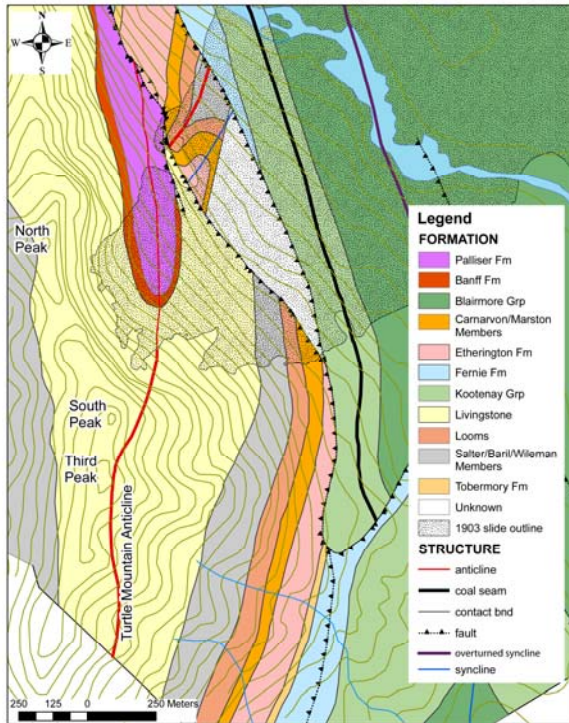 N
W E
S
North
Peak
South
Peak
Third
Peak
Turtle Mountain Anticline
Legend
FORMATION
Palliser Fm
Banff Fm
Blairmore Grp
Carnarvon/Marston
Members
Etherington Fm
Fernie Fm
Kootenay Grp
Livingstone
Looms
Salter/Baril/Wileman
Members
Tobermory Fm
Unknown
1903 slide outline
STRUCTURE
anticline
coal seam
contact bnd
fault
overturned syncline
syncline
250 125 0 250 Meters